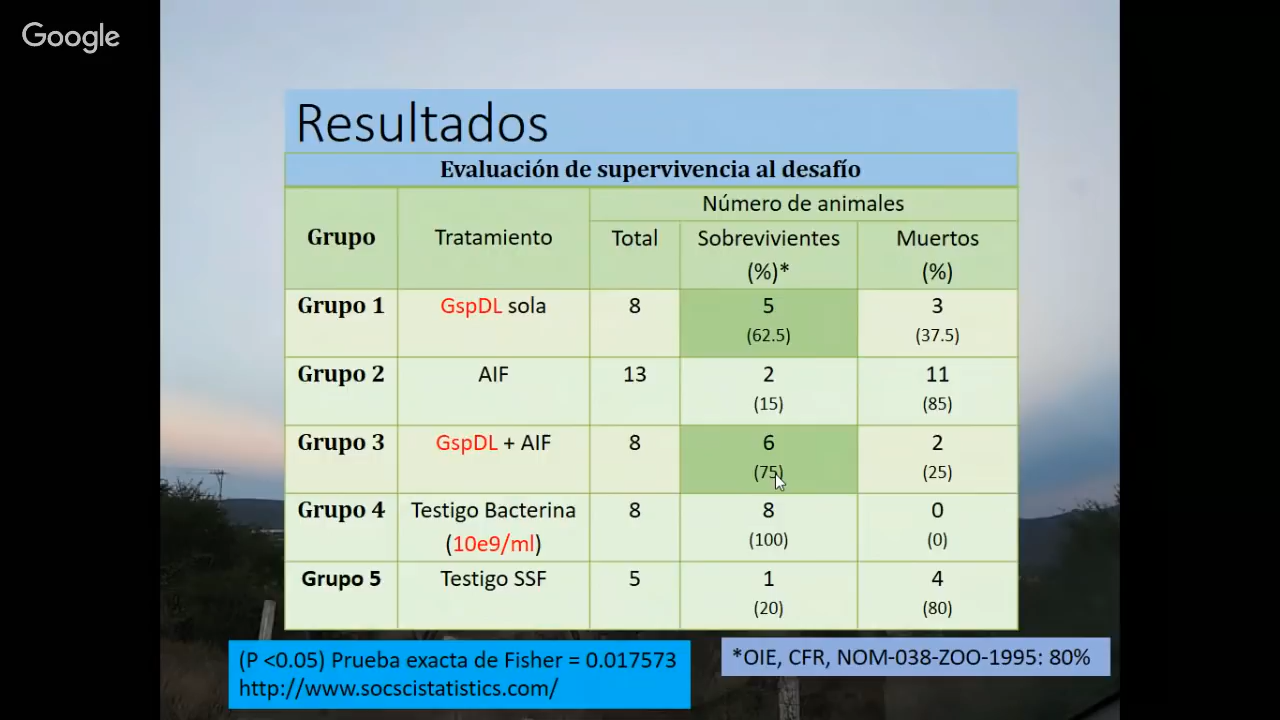 Google
Resultados
Evaluación de supervivencia al desafío
Grupo
Tratamiento
Número de animales
Total
Sobrevivientes
(%)*
Muertos
(%)
Grupo 1
GspDL sola
8
5
(62.5)
3
(37.5)
Grupo 2
AIF
13
2
(15)
11
(85)
Grupo 3
GspDL + AIF
8
6
(75)
2
(25)
Grupo 4
Testigo Bacterina
(10e9/ml)
8
8
(100)
0
(0)
Grupo 5
Testigo SSF
5
1
(20)
4
(80)
(P <0.05) Prueba exacta de Fisher = 0.017573
http://www.socscistatistics.com/
*OIE, CFR, NOM-038-ZOO-1995: 80%